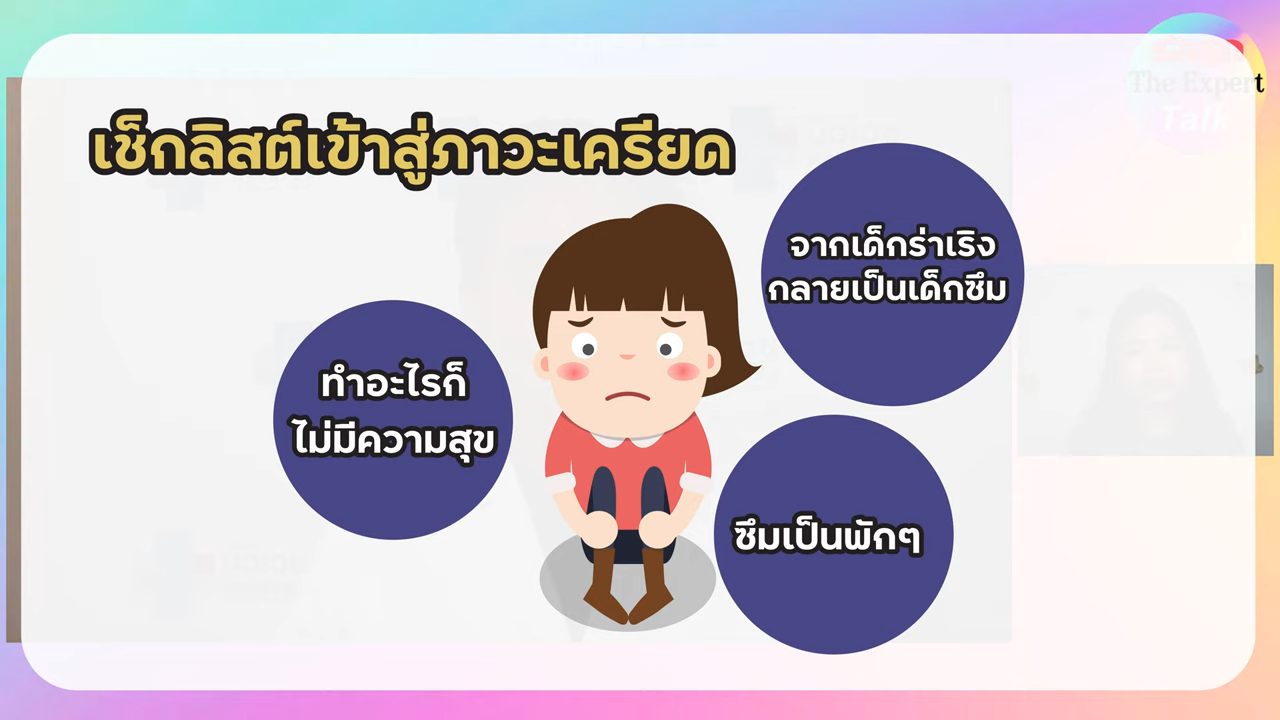 The Expert
Talk
เช็กลิสต์เข้าสู่ภาวะเครียด
จากเด็กร่าเริง
กลายเป็นเด็กซึม
ทำอะไรก็
ไม่มีความสุข
ซึมเป็นพักๆ